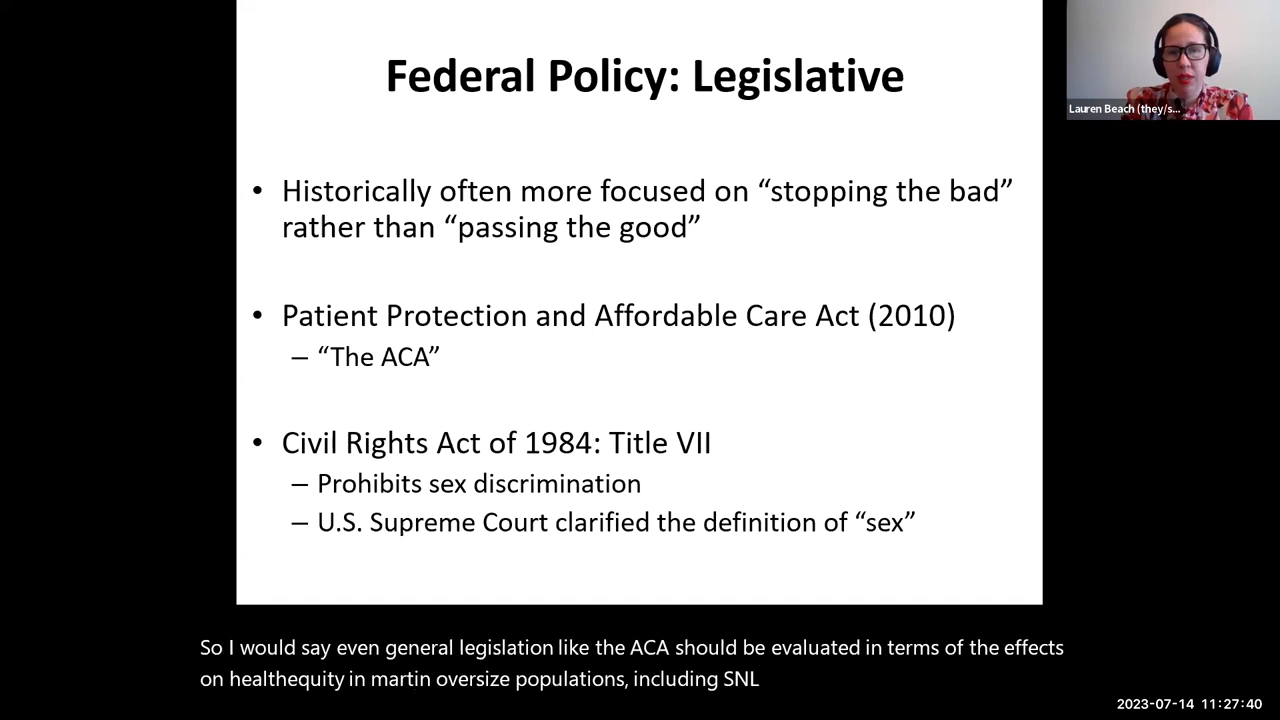 Federal Policy: Legislative
Lauren Beach (they/s...
• Historically often more focused on “stopping the bad”
rather than “passing the good”
• Patient Protection and Affordable Care Act (2010)
– “The ACA”
• Civil Rights Act of 1984: Title VII
– Prohibits sex discrimination
– U.S. Supreme Court clarified the definition of “sex”
So I would say even general legislation like the ACA should be evaluated in terms of the effects
on healthequity in martin oversize populations, including SNL
2023-07-14 11:27:40